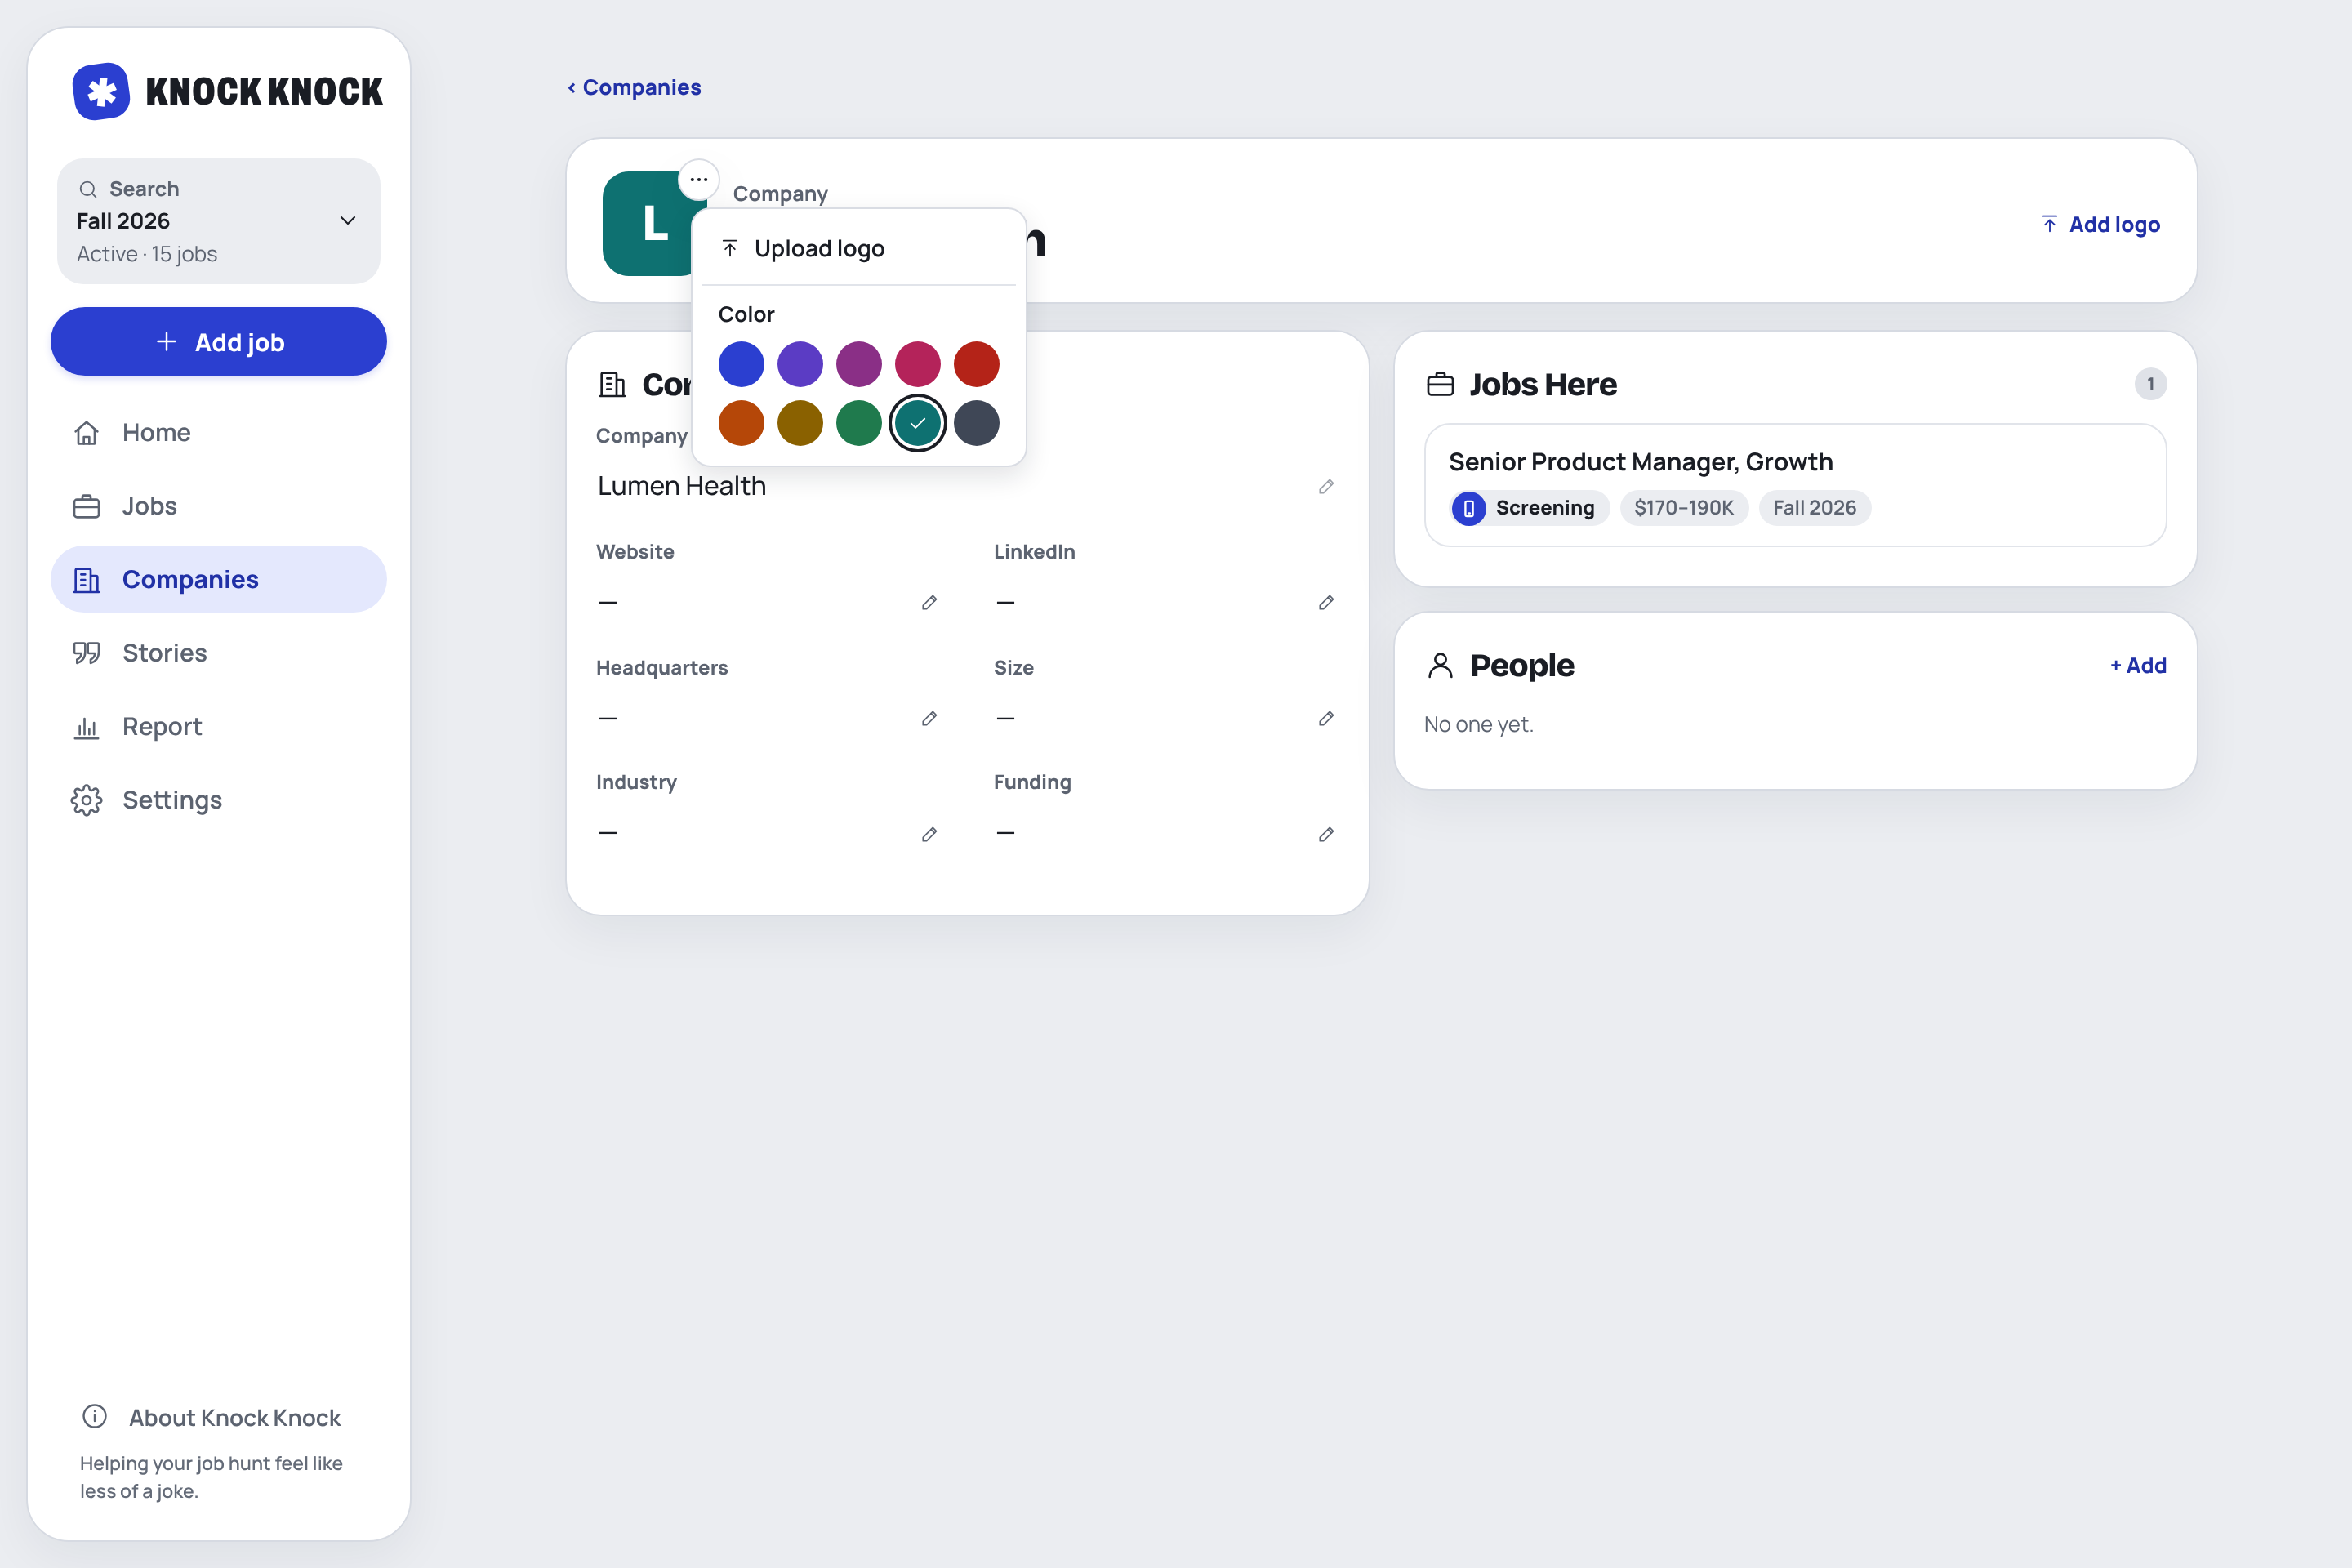 KNOCK KNOCK
Search
Fall 2026
Active · 15 jobs
+ Add job
Home
Jobs
Companies
Stories
Report
Settings
About Knock Knock
Helping your job hunt feel like
less of a joke.
‹ Companies
L
Company
Add logo
Upload logo
Color
Company
Lumen Health
Website
LinkedIn
—
—
Headquarters
Size
—
—
Industry
Funding
—
—
Jobs Here
1
Senior Product Manager, Growth
Screening
$170–190K
Fall 2026
People
+ Add
No one yet.